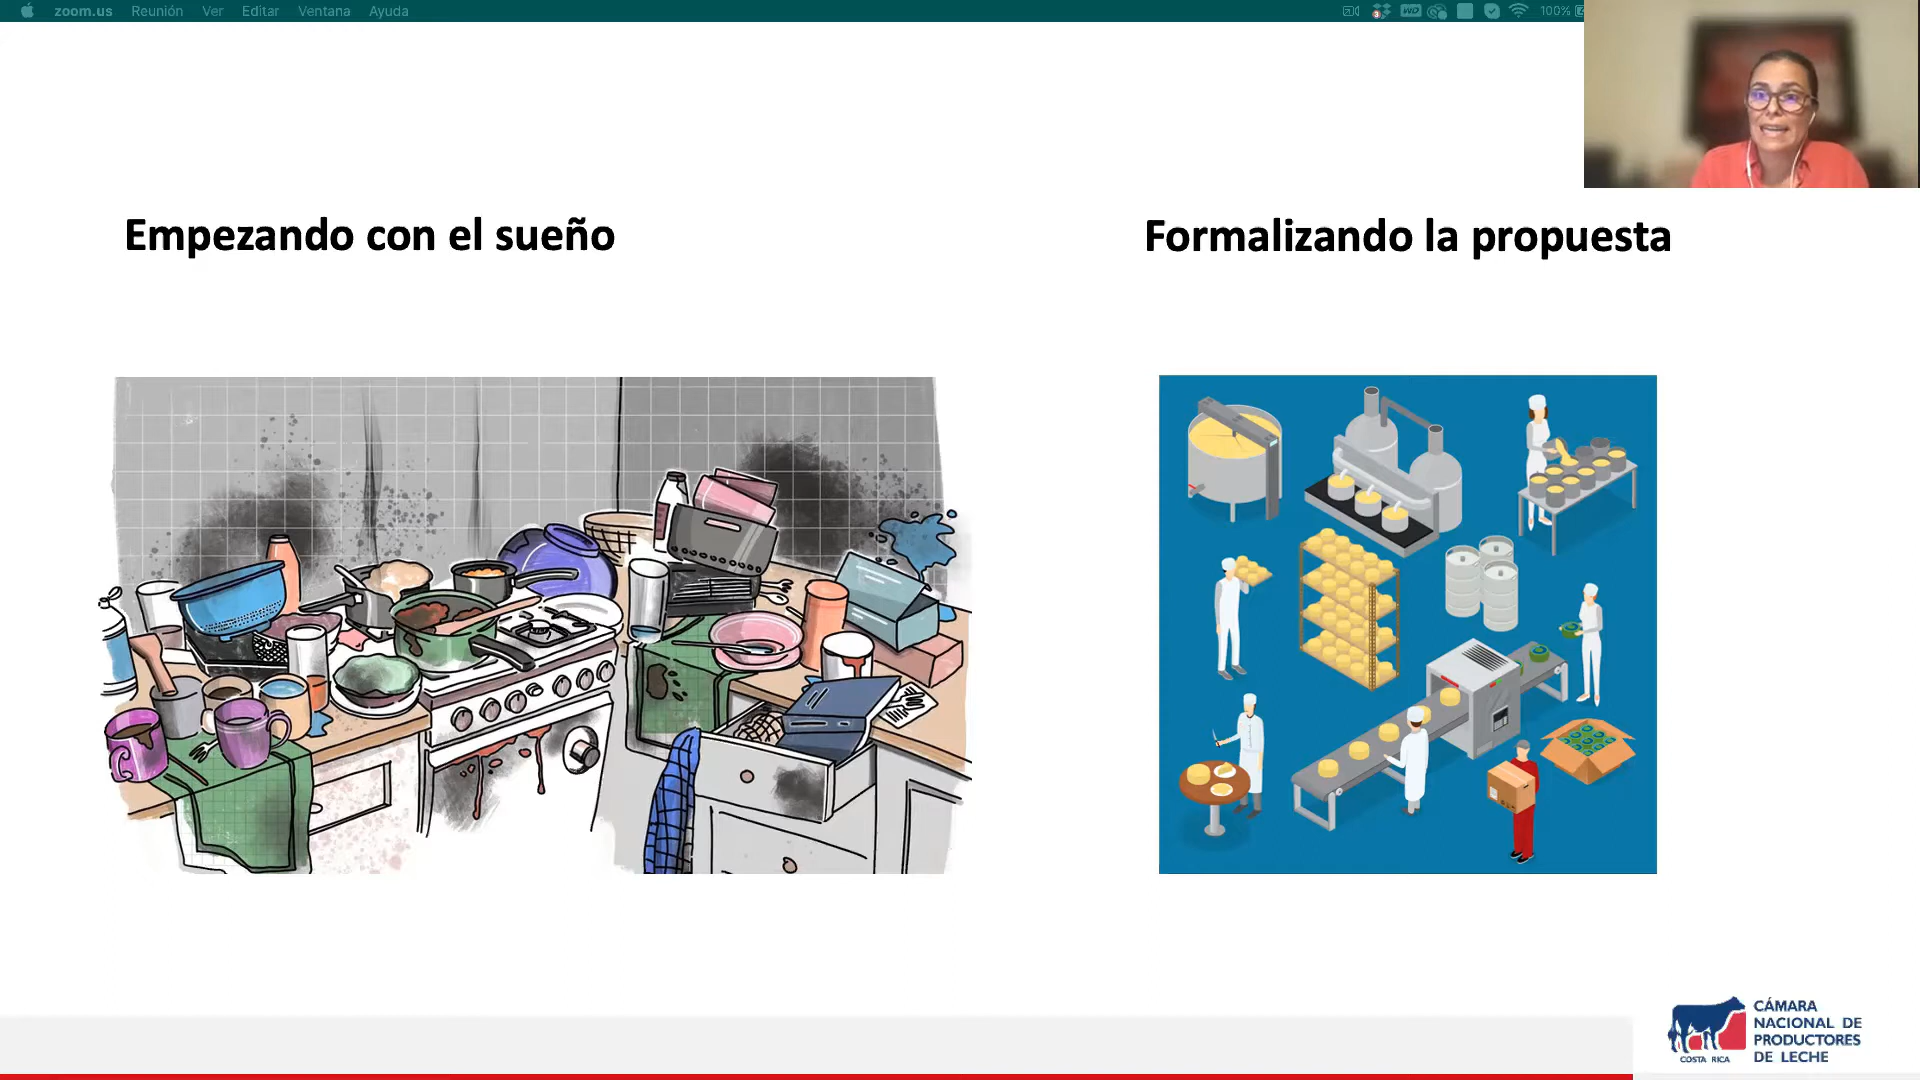 zoom.us Reunión Ver Editar Ventana Ayuda
100%
Empezando con el sueño
Formalizando la propuesta
CÁMARA
NACIONAL DE
PRODUCTORES
DE LECHE
COSTA RICA